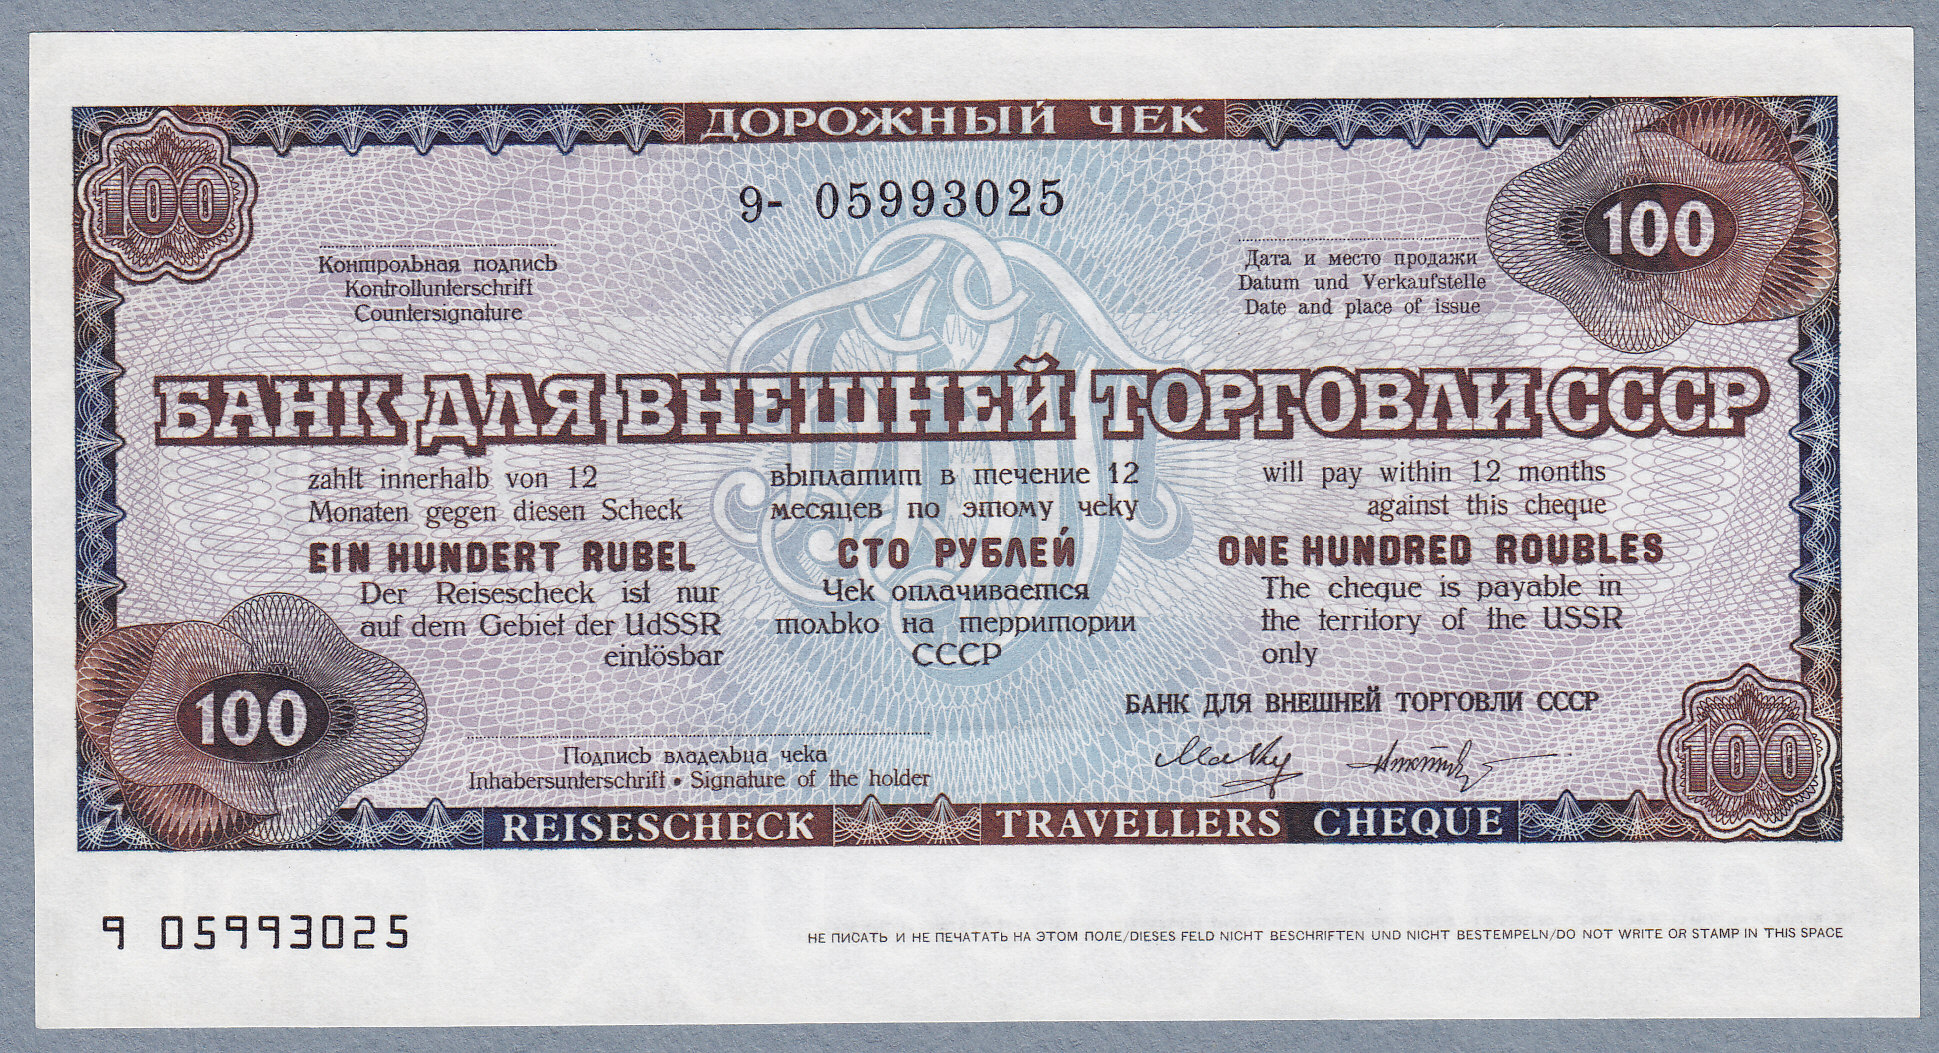 ДОРОЖНЫЙ ЧЕК
100
9- 05993025
100
Контрольная подпись
Kontrollunterschrift
Countersignature
Дата и место продажи
Datum und Verkaufstelle
Date and place of issue
БАНК ДЛЯ ВНЕШНЕЙ ТОРГОВЛИ СССР
zahlt innerhalb von 12
Monaten gegen diesen Scheck
EIN HUNDERT RUBEL
Der Reisescheck ist nur
auf dem Gebiet der UdSSR
einlösbar
выплатит в течение 12
месяцев по этому чеку
СТО РУБЛЕЙ
Чек оплачивается
только на территории
СССР
will pay within 12 months
against this cheque
ONE HUNDRED ROUBLES
The cheque is payable in
the territory of the USSR
only
100
БАНК ДЛЯ ВНЕШНЕЙ ТОРГОВЛИ СССР
Подпись владельца чека
Inhabersunterschrift • Signature of the holder
100
REISESCHECK
TRAVELLERS CHEQUE
9 05993025
НЕ ПИСАТЬ И НЕ ПЕЧАТАТЬ НА ЭТОМ ПОЛЕ/DIESES FELD NICHT BESCHRIFTEN UND NICHT BESTEMPELN/DO NOT WRITE OR STAMP IN THIS SPACE